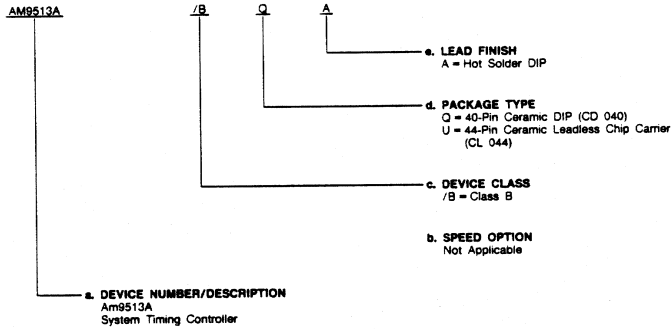 AM9513A /B Q A
e. LEAD FINISH
A = Hot Solder DIP
d. PACKAGE TYPE
Q = 40-Pin Ceramic DIP (CD 040)
U = 44-Pin Ceramic Leadless Chip Carrier
(CL 044)
c. DEVICE CLASS
/B = Class B
b. SPEED OPTION
Not Applicable
a. DEVICE NUMBER/DESCRIPTION
Am9513A
System Timing Controller